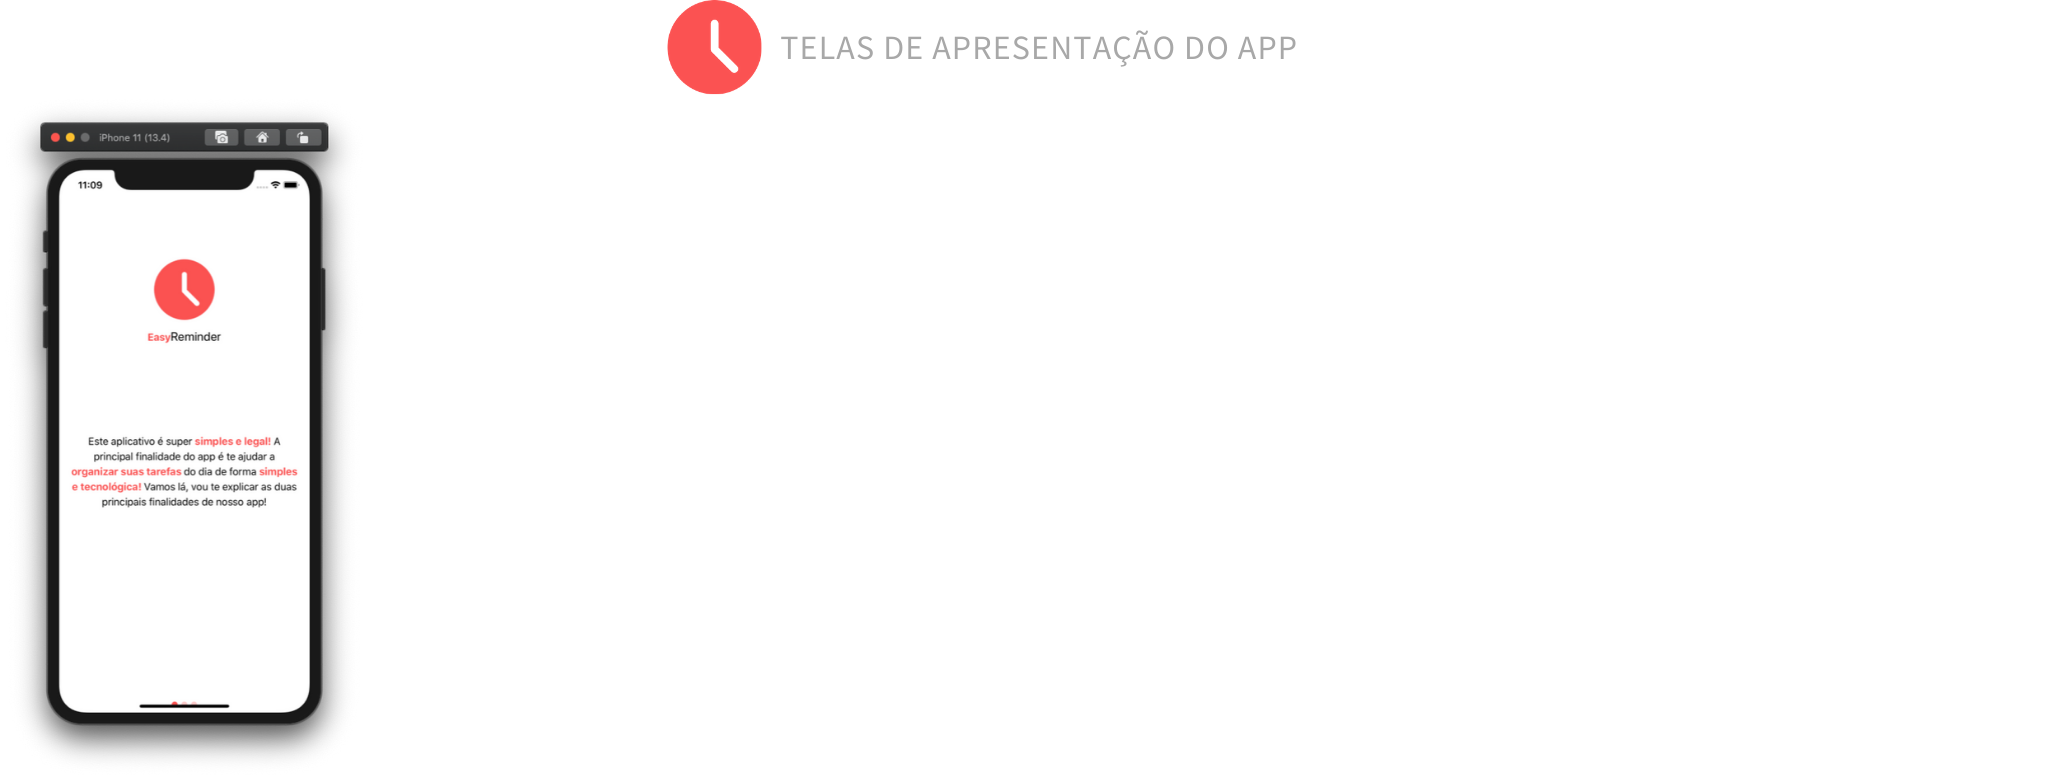 TELAS DE APRESENTAÇÃO DO APP
iPhone 11 (13.4)
11:09
EasyReminder
Este aplicativo é super simples e legal! A
principal finalidade do app é te ajudar a
organizar suas tarefas do dia de forma simples
e tecnológica! Vamos lá, vou te explicar as duas
principais finalidades de nosso app!